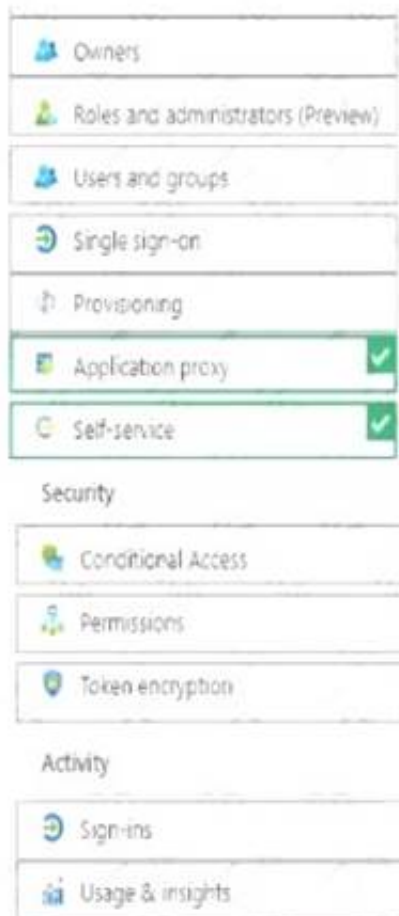 Owners
Roles and administrators (Preview)
Users and groups
Single sign-on
Provisioning
Application proxy
Self-service
Security
Conditional Access
Permissions
Token encryption
Activity
Sign-ins
Usage & insights